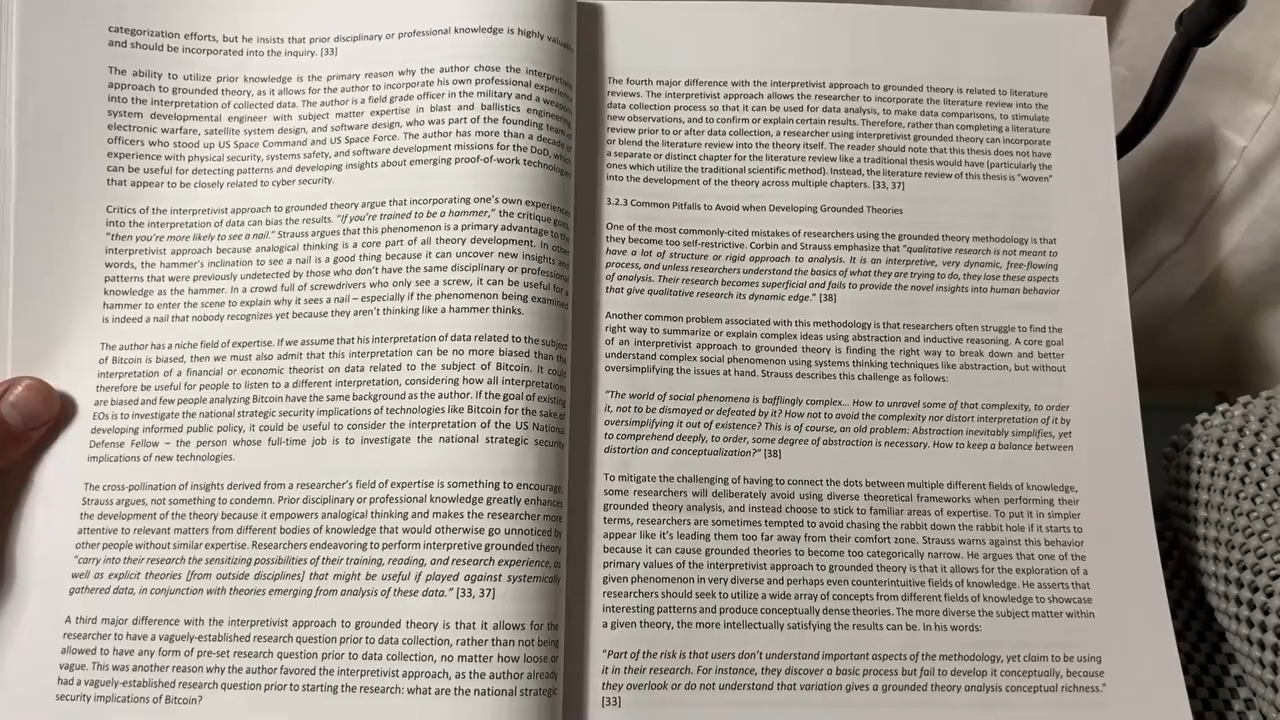 categorization efforts, but he insists that prior disciplinary or professional knowledge is highly valuable
and should be incorporated into the inquiry. [33]
The ability to utilize prior knowledge is the primary reason why the author chose the interpretivist
approach to grounded theory, as it allows for the author to incorporate his own professional experience
into the interpretation of collected data. The author is a field grade officer in the military and a weapon
system developmental engineer with subject matter expertise in blast and ballistics engineering,
electronic warfare, satellite system design, and software design, who was part of the founding team of
officers who stood up US Space Command and US Space Force. The author has more than a decade of
experience with physical security, systems safety, and software development missions for the DoD, which
can be useful for detecting patterns and developing insights about emerging proof-of-work technologies
that appear to be closely related to cyber security.
Critics of the interpretivist approach to grounded theory argue that incorporating one's own experiences
into the interpretation of data can bias the results. "If you're trained to be a hammer," the critique goes,
"then you're more likely to see a nail." Strauss argues that this phenomenon is a primary advantage to the
interpretivist approach because analogical thinking is a core part of all theory development. In other
words, the hammer's inclination to see a nail is a good thing because it can uncover new insights and
patterns that were previously undetected by those who don't have the same disciplinary or professional
knowledge as the hammer. In a crowd full of screwdrivers who only see a screw, it can be useful for a
hammer to enter the scene to explain why it sees a nail – especially if the phenomenon being examined
is indeed a nail that nobody recognizes yet because they aren't thinking like a hammer thinks.
The author has a niche field of expertise. If we assume that his interpretation of data related to the subject
of Bitcoin is biased, then we must also admit that this interpretation can be no more biased than the
interpretation of a financial or economic theorist on data related to the subject of Bitcoin. It could
therefore be useful for people to listen to a different interpretation, considering how all interpretations
are biased and few people analyzing Bitcoin have the same background as the author. If the goal of existing
EOs is to investigate the national strategic security implications of technologies like Bitcoin for the sake of
developing informed public policy, it could be useful to consider the interpretation of the US National
Defense Fellow – the person whose full-time job is to investigate the national strategic security
implications of new technologies.
The cross-pollination of insights derived from a researcher's field of expertise is something to encourage,
Strauss argues, not something to condemn. Prior disciplinary or professional knowledge greatly enhances
the development of the theory because it empowers analogical thinking and makes the researcher more
attentive to relevant matters from different bodies of knowledge that would otherwise go unnoticed by
other people without similar expertise. Researchers endeavoring to perform interpretive grounded theory
"carry into their research the sensitizing possibilities of their training, reading, and research experience, as
well as explicit theories [from outside disciplines] that might be useful if played against systematically
gathered data, in conjunction with theories emerging from analysis of these data." [33, 37]
A third major difference with the interpretivist approach to grounded theory is that it allows for the
researcher to have a vaguely-established research question prior to data collection, rather than not being
allowed to have any form of pre-set research question prior to data collection, no matter how loose or
vague. This was another reason why the author favored the interpretivist approach, as the author already
had a vaguely-established research question prior to starting the research: what are the national strategic
security implications of Bitcoin?
The fourth major difference with the interpretivist approach to grounded theory is related to literature
reviews. The interpretivist approach allows the researcher to incorporate the literature review into the
data collection process so that it can be used for data analysis, to make data comparisons, to stimulate
new observations, and to confirm or explain certain results. Therefore, rather than completing a literature
review prior to or after data collection, a researcher using interpretivist grounded theory can incorporate
or blend the literature review into the theory itself. The reader should note that this thesis does not have
a separate or distinct chapter for the literature review like a traditional thesis would have (particularly the
ones which utilize the traditional scientific method). Instead, the literature review of this thesis is "woven"
into the development of the theory across multiple chapters. [33, 37]
3.2.3 Common Pitfalls to Avoid when Developing Grounded Theories
One of the most commonly-cited mistakes of researchers using the grounded theory methodology is that
they become too self-restrictive. Corbin and Strauss emphasize that "qualitative research is not meant to
have a lot of structure or rigid approach to analysis. It is an interpretive, very dynamic, free-flowing
process, and unless researchers understand the basics of what they are trying to do, they lose these aspects
of analysis. Their research becomes superficial and fails to provide the novel insights into human behavior
that give qualitative research its dynamic edge." [38]
Another common problem associated with this methodology is that researchers often struggle to find the
right way to summarize or explain complex ideas using abstraction and inductive reasoning. A core goal
of an interpretivist approach to grounded theory is finding the right way to break down and better
understand complex social phenomenon using systems thinking techniques like abstraction, but without
oversimplifying the issues at hand. Strauss describes this challenge as follows:
"The world of social phenomena is bafflingly complex... How to unravel some of that complexity, to order
it, not to be dismayed or defeated by it? How not to avoid the complexity nor distort interpretation of it by
oversimplifying it out of existence? This is of course, an old problem: Abstraction inevitably simplifies, yet
to comprehend deeply, to order, some degree of abstraction is necessary. How to keep a balance between
distortion and conceptualization?" [38]
To mitigate the challenging of having to connect the dots between multiple different fields of knowledge,
some researchers will deliberately avoid using diverse theoretical frameworks when performing their
grounded theory analysis, and instead choose to stick to familiar areas of expertise. To put it in simpler
terms, researchers are sometimes tempted to avoid chasing the rabbit down the rabbit hole if it starts to
appear like it's leading them too far away from their comfort zone. Strauss warns against this behavior
because it can cause grounded theories to become too categorically narrow. He argues that one of the
primary values of the interpretivist approach to grounded theory is that it allows for the exploration of a
given phenomenon in very diverse and perhaps even counterintuitive fields of knowledge. He asserts that
researchers should seek to utilize a wide array of concepts from different fields of knowledge to showcase
interesting patterns and produce conceptually dense theories. The more diverse the subject matter within
a given theory, the more intellectually satisfying the results can be. In his words:
"Part of the risk is that users don't understand important aspects of the methodology, yet claim to be using
it in their research. For instance, they discover a basic process but fail to develop it conceptually, because
they overlook or do not understand that variation gives a grounded theory analysis conceptual richness."
[33]